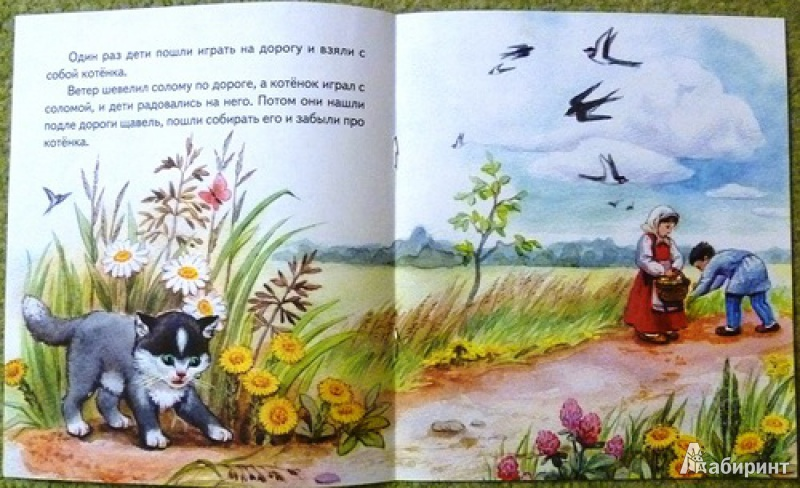 Один раз дети пошли играть на дорогу и взяли с
собой котёнка.
Ветер шевелил солому по дороге, а котёнок играл с
соломой, и дети радовались на него. Потом они нашли
подле дороги щавель, пошли собирать его и забыли про
котёнка.
Лабиринт